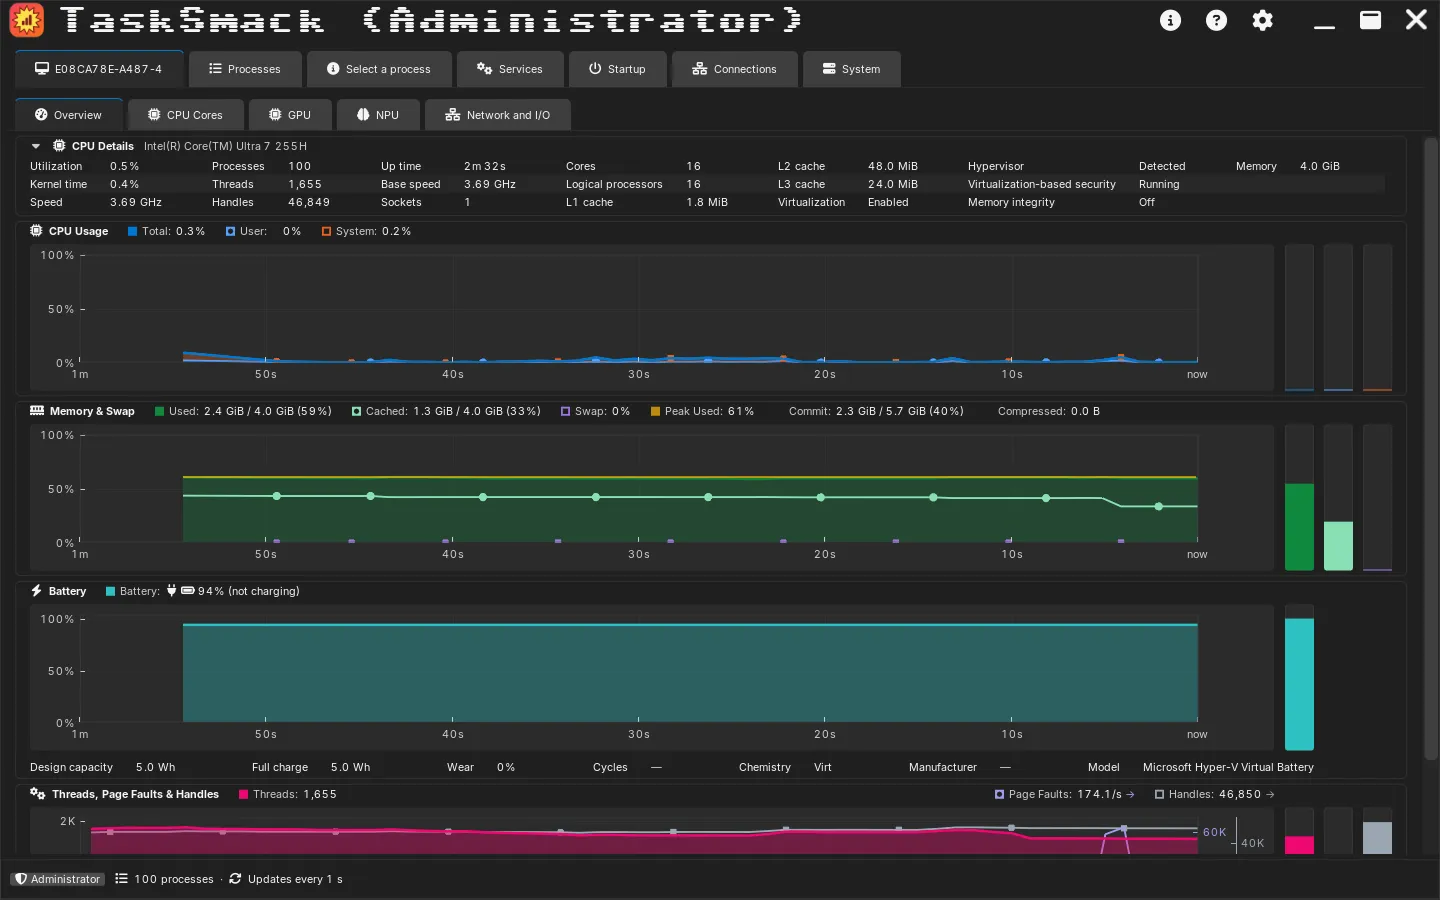 TaskSmack (Administrator)
E08CA78E-A487-4 Processes Select a process Services Startup Connections System
Overview CPU Cores GPU NPU Network and I/O
CPU Details Intel(R) Core(TM) Ultra 7 255H
Utilization 0.5% Processes 100 Up time 2m 32s Cores 16 L2 cache 48.0 MiB Hypervisor Detected Memory 4.0 GiB
Kernel time 0.4% Threads 1,655 Base speed 3.69 GHz Logical processors 16 L3 cache 24.0 MiB Virtualization-based security Running
Speed 3.69 GHz Handles 46,849 Sockets 1 L1 cache 1.8 MiB Virtualization Enabled Memory integrity Off
CPU Usage Total: 0.3% User: 0% System: 0.2%
100%
50%
0%
1m 50s 40s 30s 20s 10s now
Memory & Swap Used: 2.4 GiB / 4.0 GiB (59%) Cached: 1.3 GiB / 4.0 GiB (33%) Swap: 0% Peak Used: 61% Commit: 2.3 GiB / 5.7 GiB (40%) Compressed: 0.0 B
100%
50%
0%
1m 50s 40s 30s 20s 10s now
Battery Battery: 94% (not charging)
100%
50%
0%
1m 50s 40s 30s 20s 10s now
Design capacity 5.0 Wh Full charge 5.0 Wh Wear 0% Cycles — Chemistry Virt Manufacturer — Model Microsoft Hyper-V Virtual Battery
Threads, Page Faults & Handles Threads: 1,655 Page Faults: 174.1/s → Handles: 46,850 →
2K
60K
40K
Administrator 100 processes · Updates every 1 s